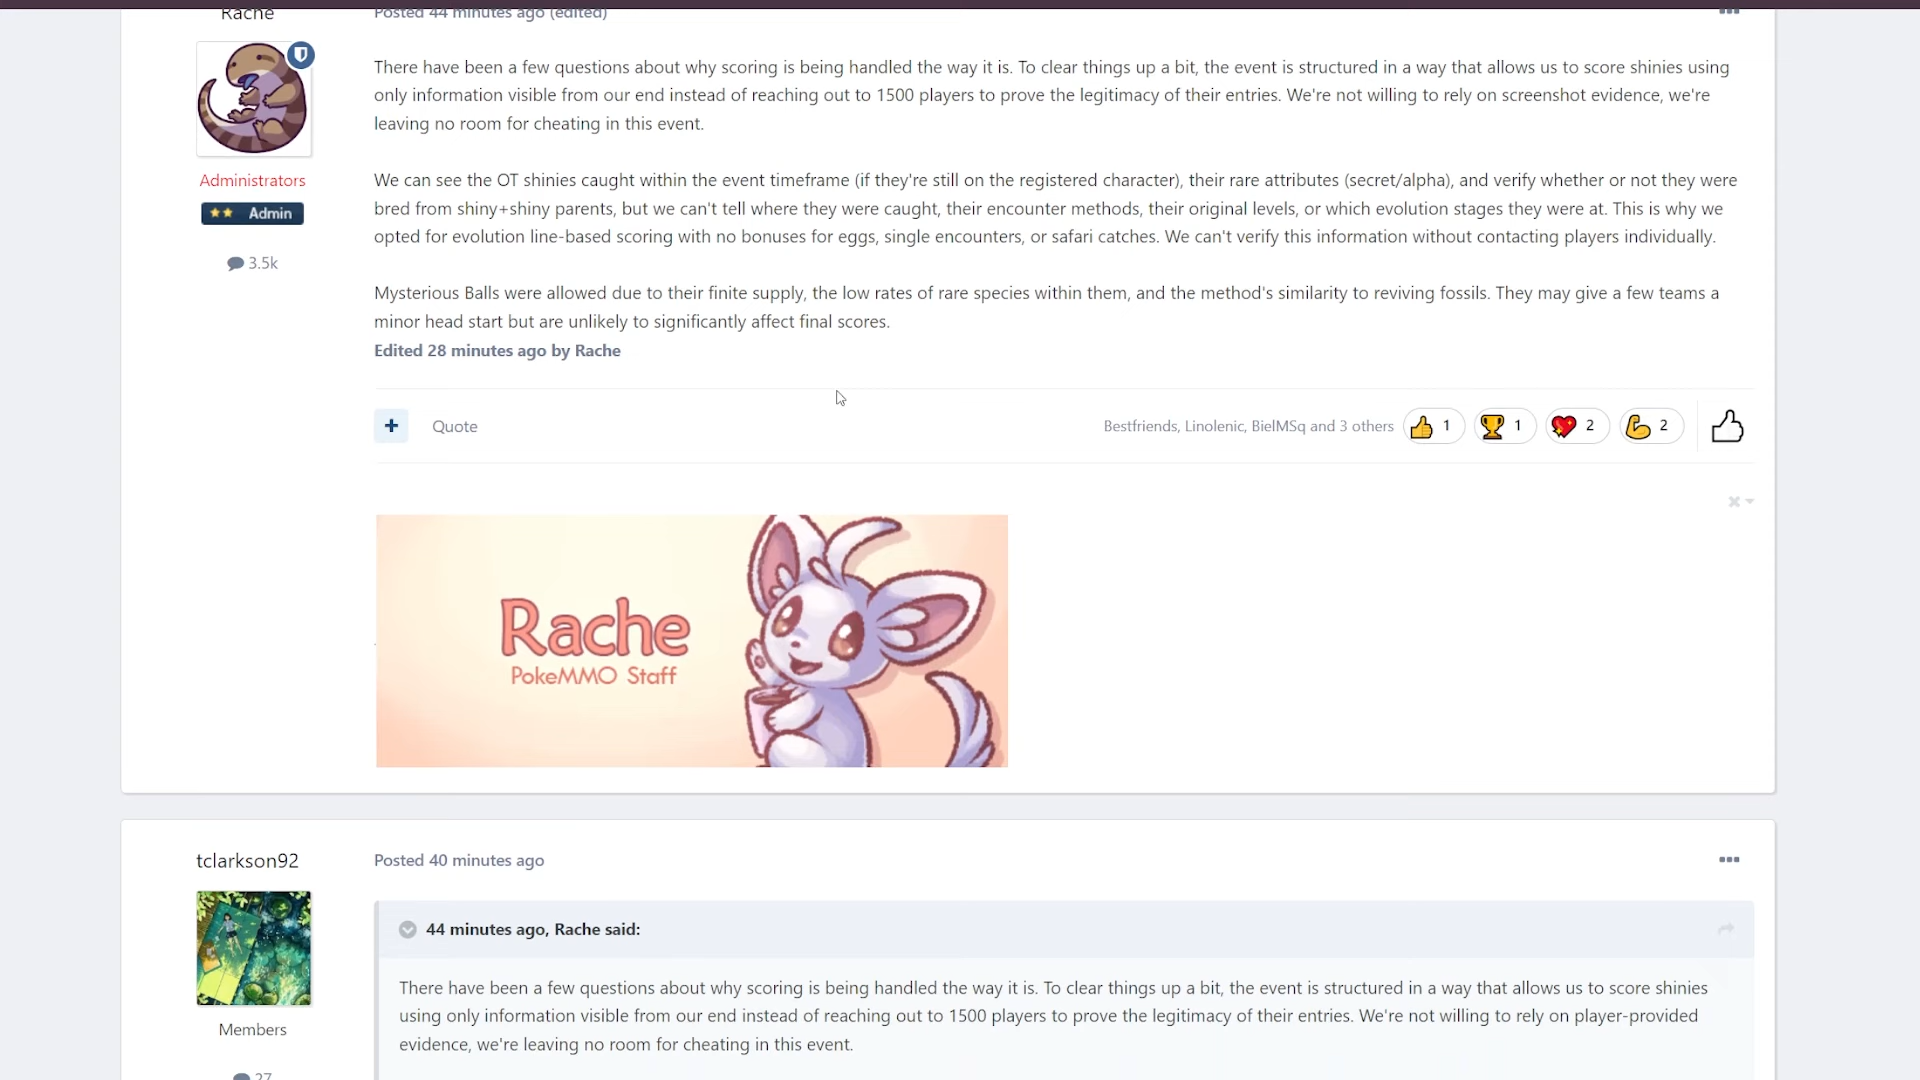 Rache
Posted 44 minutes ago (edited)
There have been a few questions about why scoring is being handled the way it is. To clear things up a bit, the event is structured in a way that allows us to score shinies using
only information visible from our end instead of reaching out to 1500 players to prove the legitimacy of their entries. We're not willing to rely on screenshot evidence, we're
leaving no room for cheating in this event.
Administrators
Admin
3.5k
We can see the OT shinies caught within the event timeframe (if they're still on the registered character), their rare attributes (secret/alpha), and verify whether or not they were
bred from shiny+shiny parents, but we can't tell where they were caught, their encounter methods, their original levels, or which evolution stages they were at. This is why we
opted for evolution line-based scoring with no bonuses for eggs, single encounters, or safari catches. We can't verify this information without contacting players individually.
Mysterious Balls were allowed due to their finite supply, the low rates of rare species within them, and the method's similarity to reviving fossils. They may give a few teams a
minor head start but are unlikely to significantly affect final scores.
Edited 28 minutes ago by Rache
+ Quote
Bestfriends, Linolenic, BielMSq and 3 others 1 1 2 2
Rache
PokeMMO Staff
tclarkson92
Posted 40 minutes ago
44 minutes ago, Rache said:
There have been a few questions about why scoring is being handled the way it is. To clear things up a bit, the event is structured in a way that allows us to score shinies
using only information visible from our end instead of reaching out to 1500 players to prove the legitimacy of their entries. We're not willing to rely on player-provided
evidence, we're leaving no room for cheating in this event.
Members
27